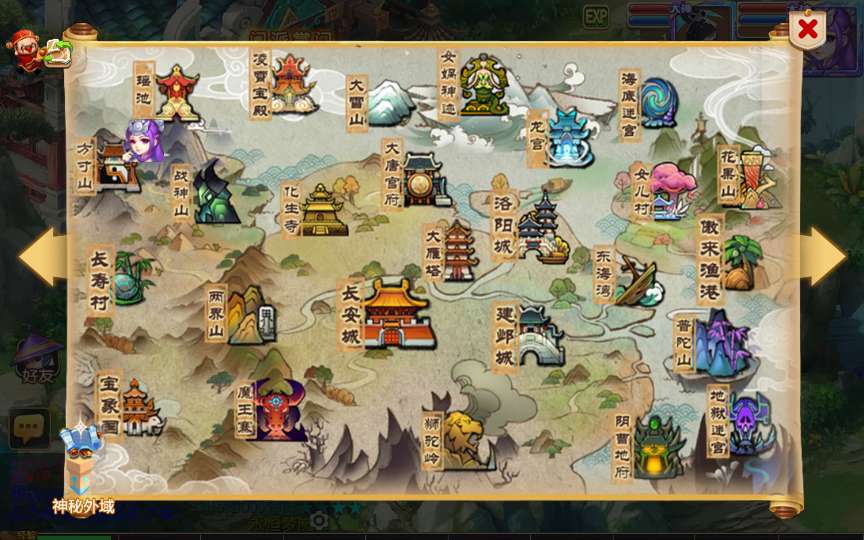 EXP
瑶池
凌霄宝殿
大雪山
女娲神迹
海底迷宫
龙宫
方寸山
战神山
化生寺
大唐官府
洛阳城
女儿村
花果山
大雁塔
傲来渔港
东海湾
长寿村
两界山
长安城
建邺城
普陀山
宝象国
魔王寨
狮驼岭
阴曹地府
地狱迷宫
好友
神秘外域